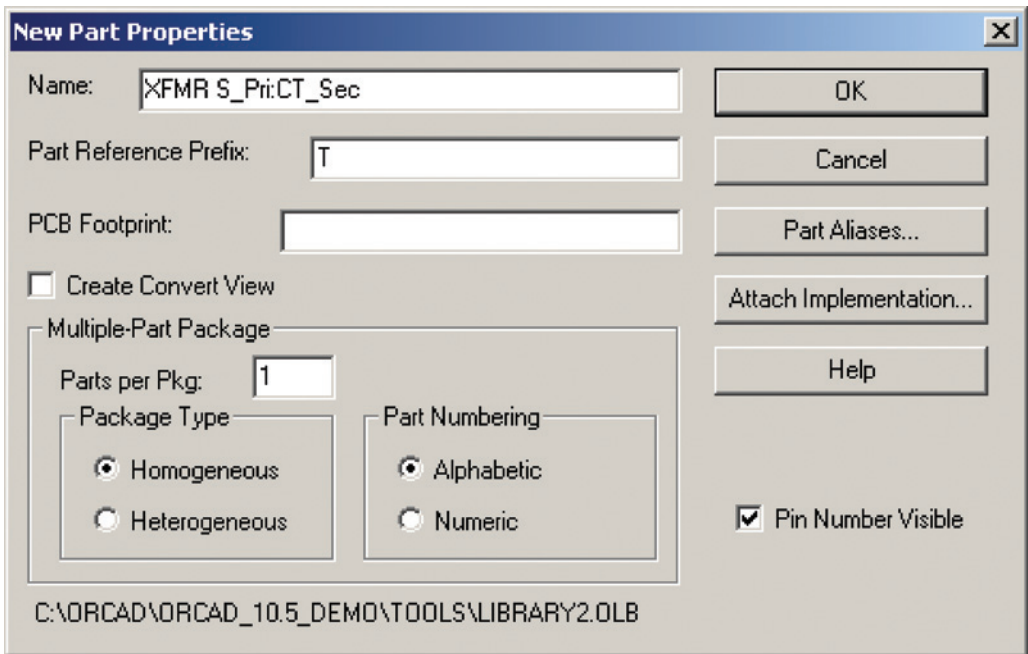 New Part Properties
Name: XFMR S_Pri:CT_Sec
OK
Part Reference Prefix: T
Cancel
PCB Footprint:
Part Aliases...
Create Convert View
Attach Implementation...
Multiple-Part Package
Parts per Pkg: 1
Help
Package Type
Homogeneous
Heterogeneous
Part Numbering
Alphabetic
Numeric
Pin Number Visible
C:\ORCAD\ORCAD_10.5_DEMO\TOOLS\LIBRARY2.OLB